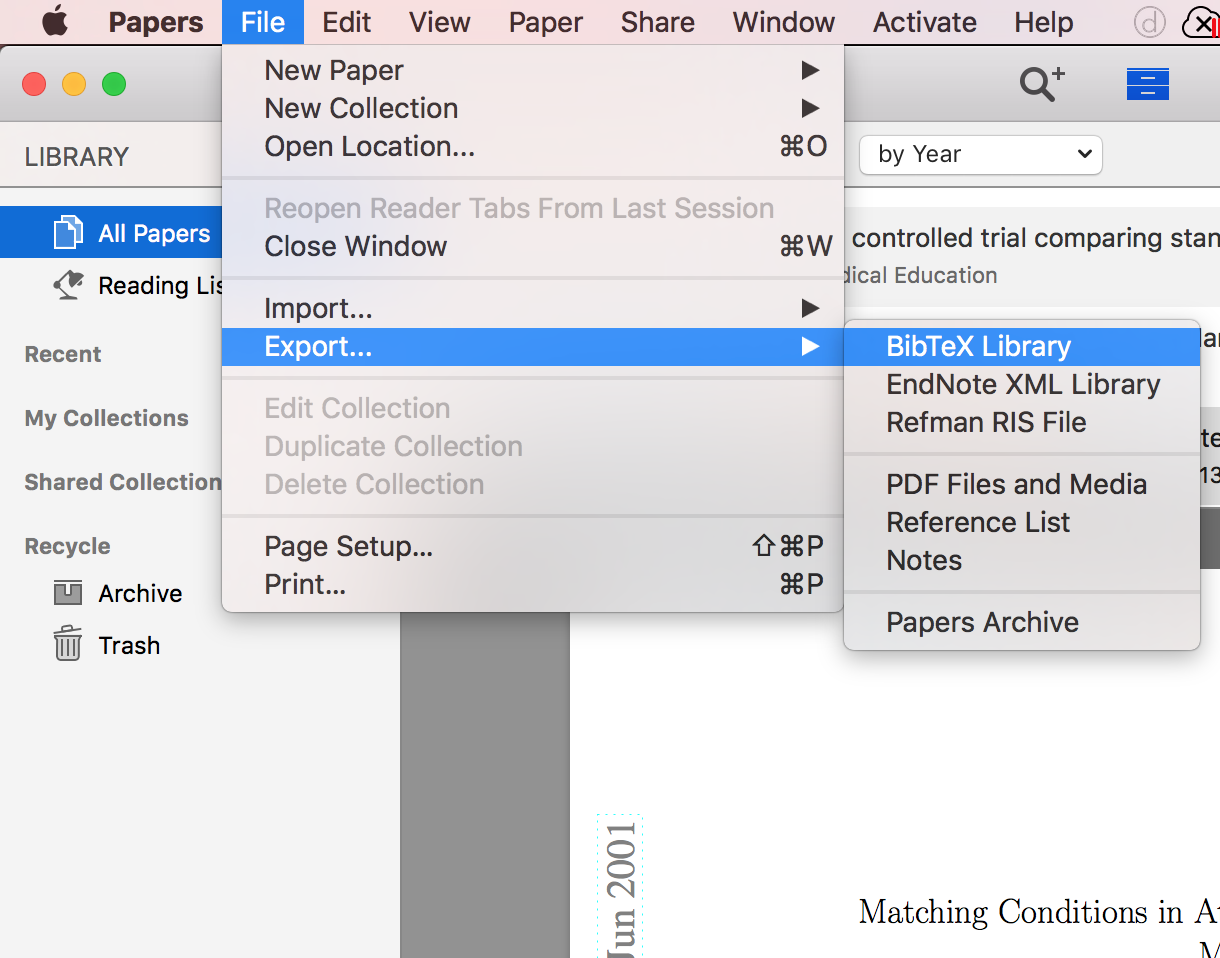 Papers File Edit View Paper Share Window Activate Help d
New Paper
New Collection
Open Location... ⌘O
Reopen Reader Tabs From Last Session
Close Window ⌘W
Import...
Export...
Edit Collection
Duplicate Collection
Delete Collection
Page Setup... ⇧⌘P
Print... ⌘P
BibTeX Library
EndNote XML Library
Refman RIS File
PDF Files and Media
Reference List
Notes
Papers Archive
LIBRARY
All Papers
Reading Lis
Recent
My Collections
Shared Collection
Recycle
Archive
Trash
by Year
controlled trial comparing stan
dical Education
13
Jun 2001
Matching Conditions in